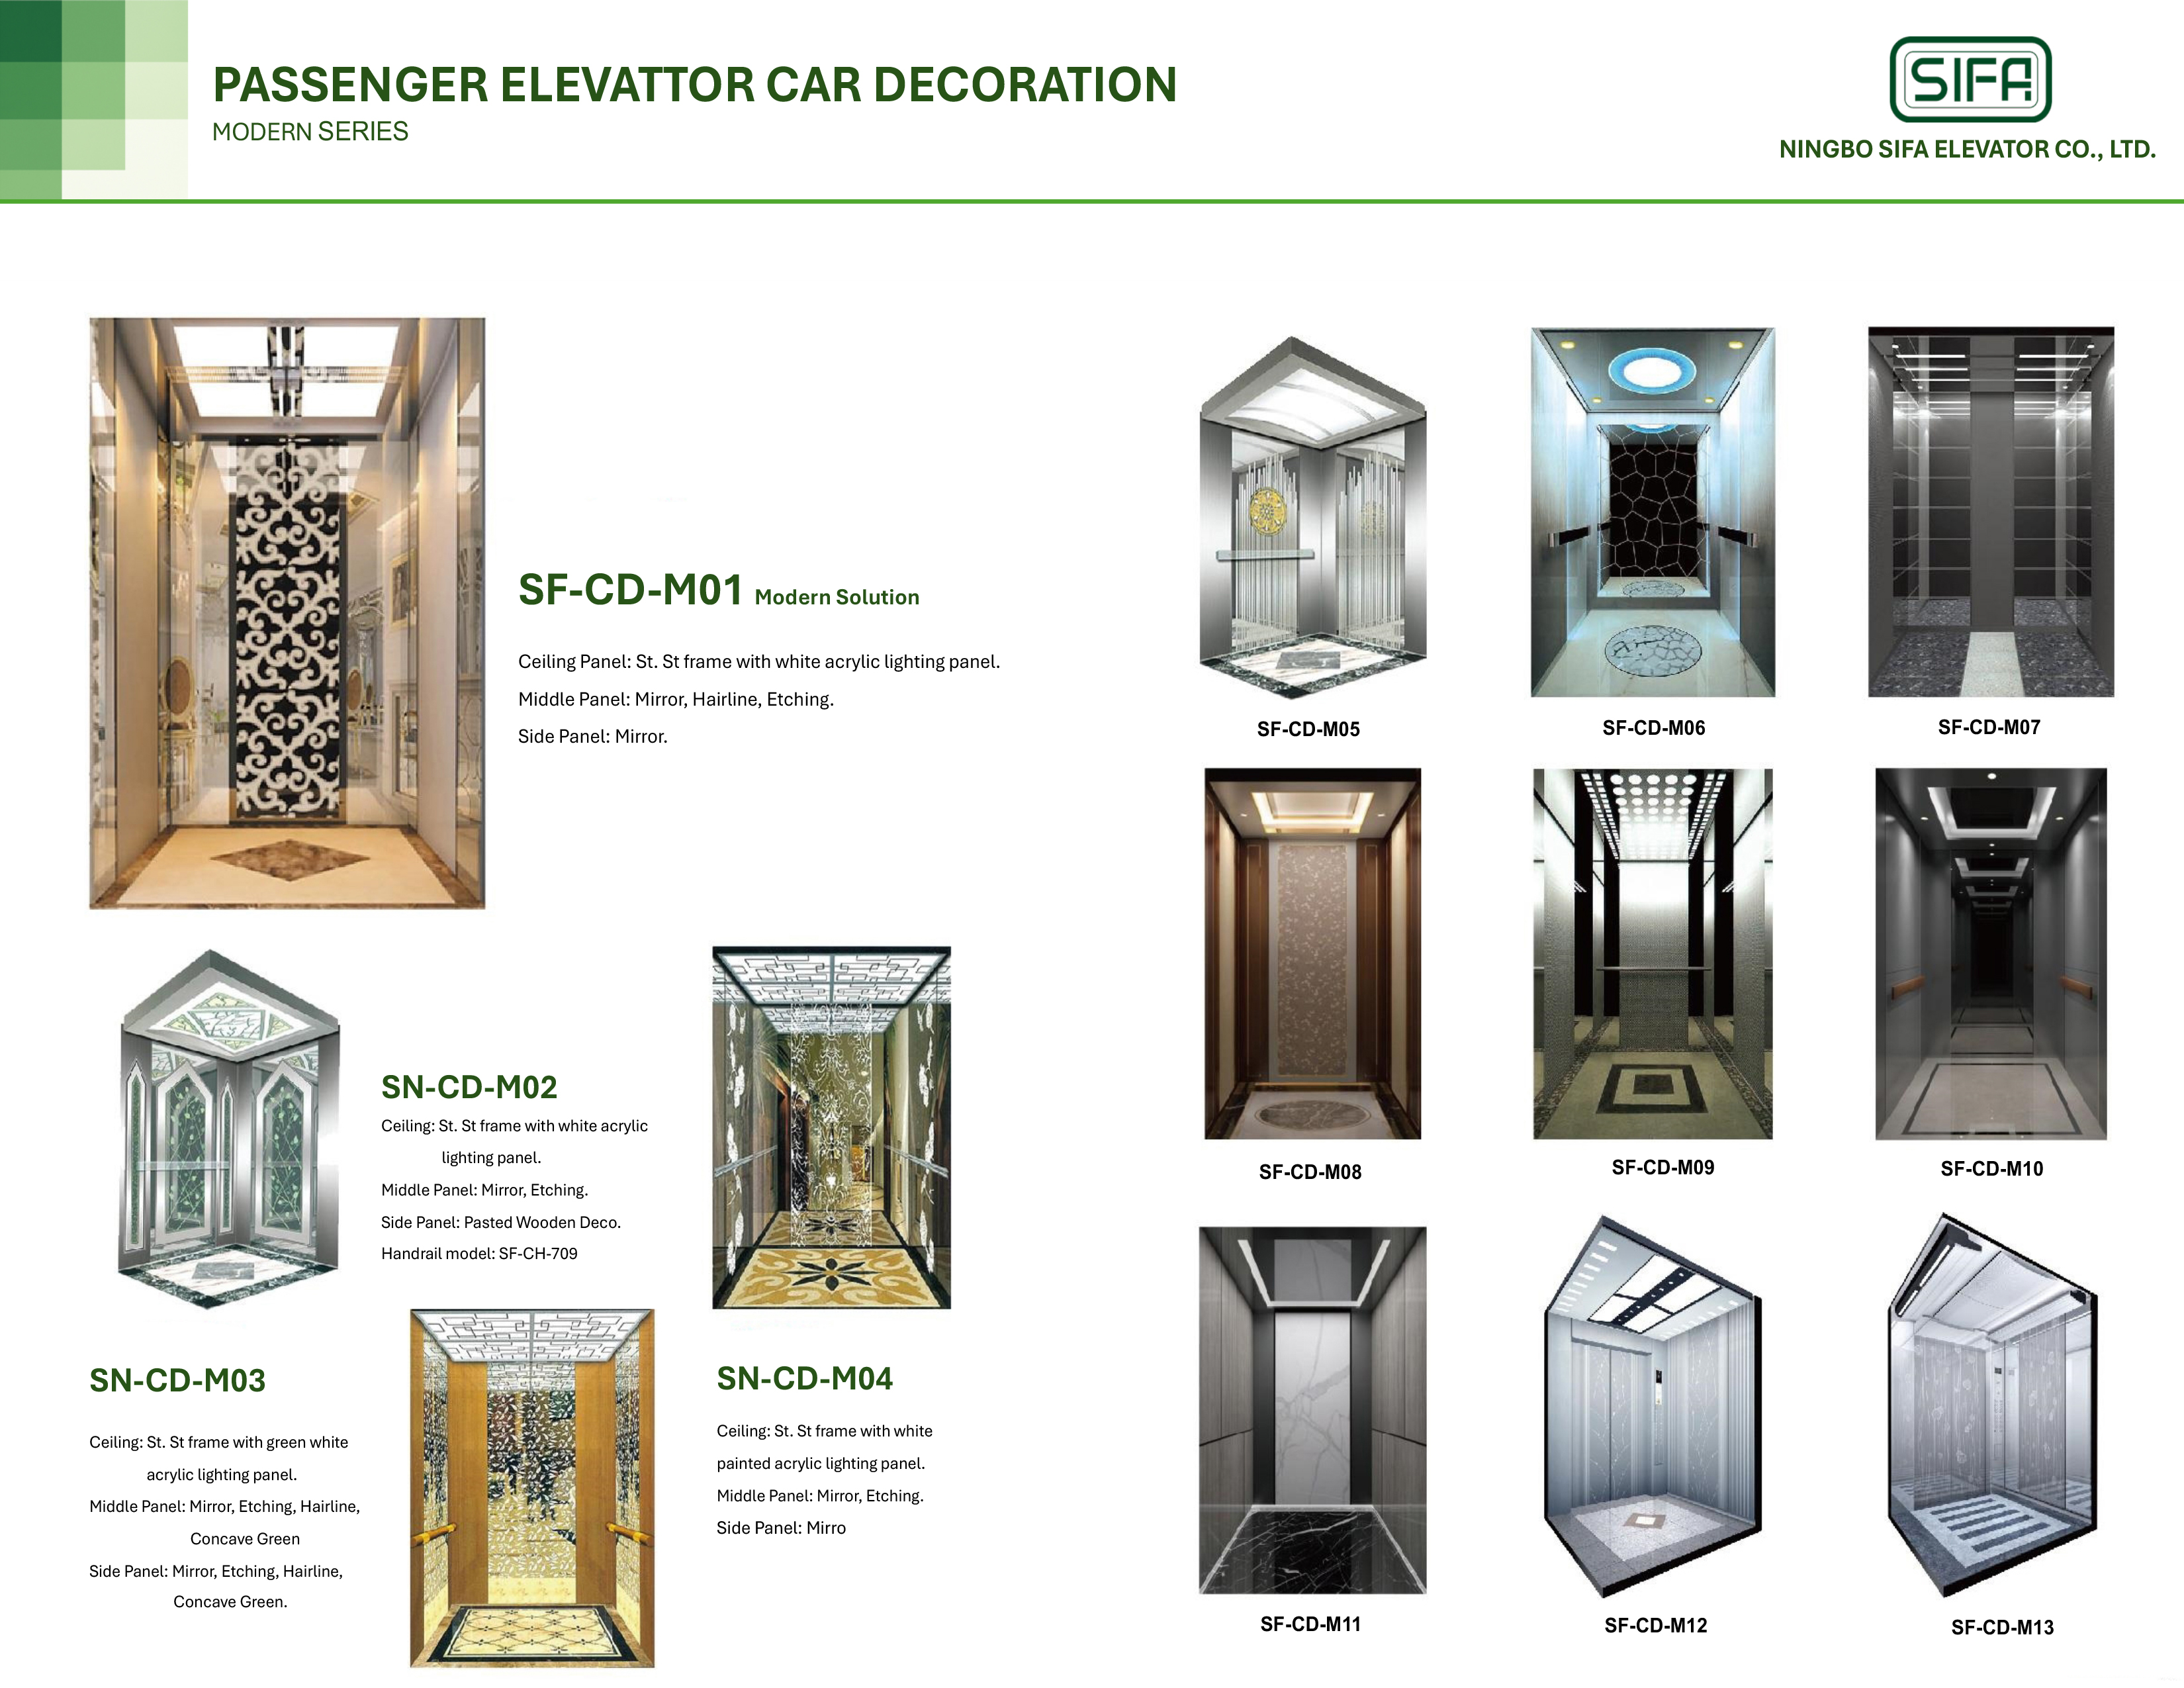 PASSENGER ELEVATTOR CAR DECORATION
MODERN SERIES
SIFA
NINGBO SIFA ELEVATOR CO., LTD.
SF-CD-M01 Modern Solution
Ceiling Panel: St. St frame with white acrylic lighting panel.
Middle Panel: Mirror, Hairline, Etching.
Side Panel: Mirror.
SN-CD-M02
Ceiling: St. St frame with white acrylic
lighting panel.
Middle Panel: Mirror, Etching.
Side Panel: Pasted Wooden Deco.
Handrail model: SF-CH-709
SN-CD-M03
Ceiling: St. St frame with green white
acrylic lighting panel.
Middle Panel: Mirror, Etching, Hairline,
Concave Green
Side Panel: Mirror, Etching, Hairline,
Concave Green.
SN-CD-M04
Ceiling: St. St frame with white
painted acrylic lighting panel.
Middle Panel: Mirror, Etching.
Side Panel: Mirro
SF-CD-M05
SF-CD-M06
SF-CD-M07
SF-CD-M08
SF-CD-M09
SF-CD-M10
SF-CD-M11
SF-CD-M12
SF-CD-M13